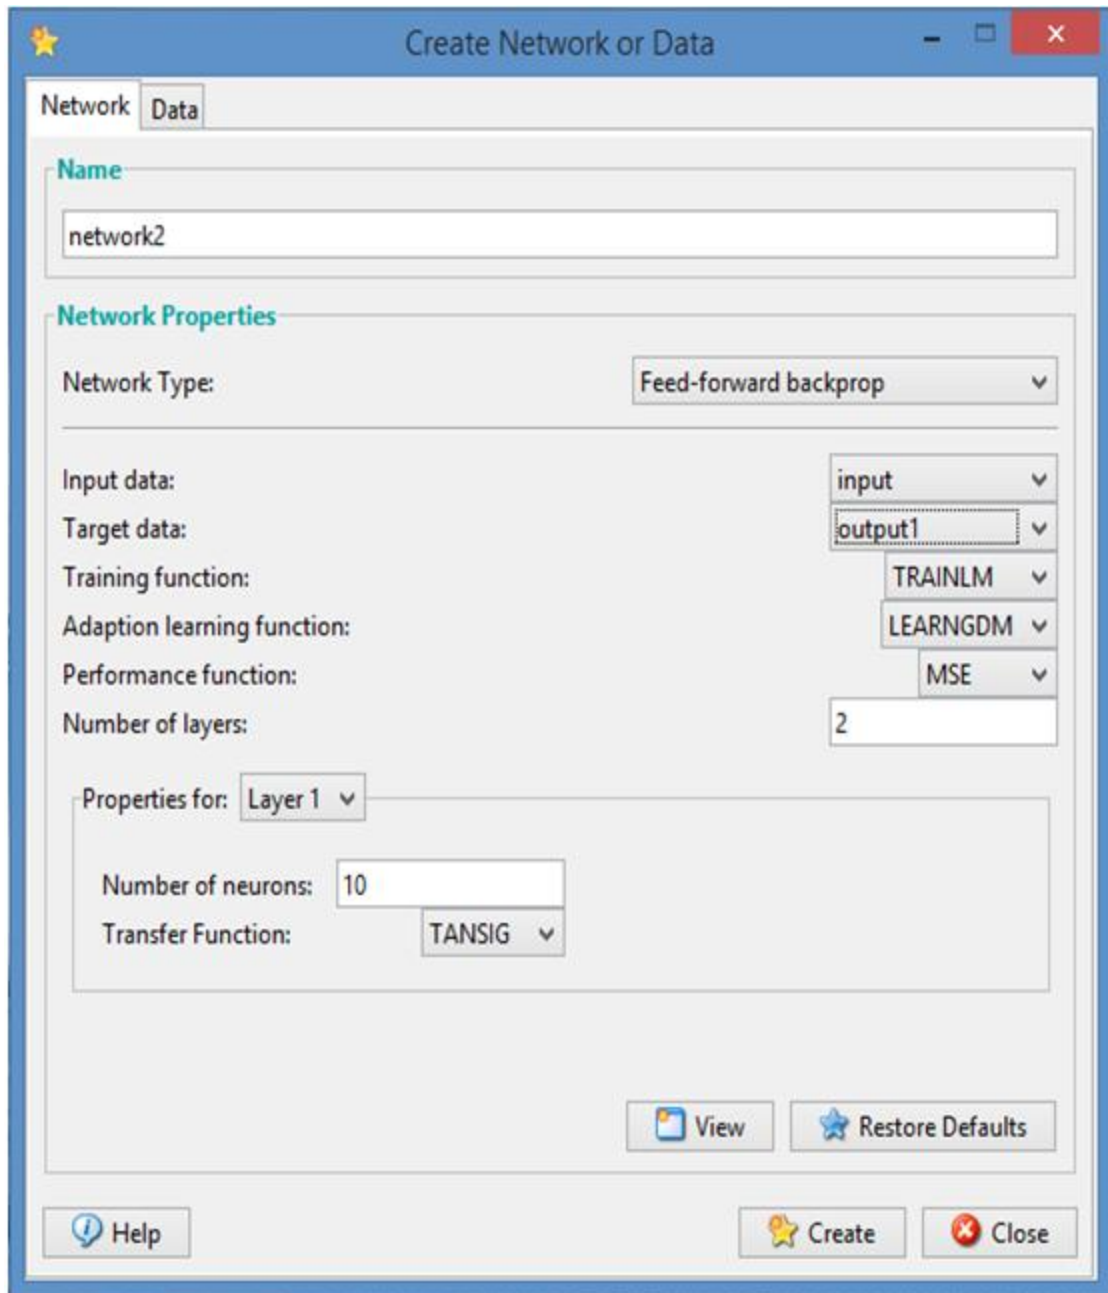 Create Network or Data
Network Data
Name
network2
Network Properties
Network Type: Feed-forward backprop
Input data: input
Target data: output1
Training function: TRAINLM
Adaption learning function: LEARNGDM
Performance function: MSE
Number of layers: 2
Properties for: Layer 1
Number of neurons: 10
Transfer Function: TANSIG
View Restore Defaults
Help Create Close